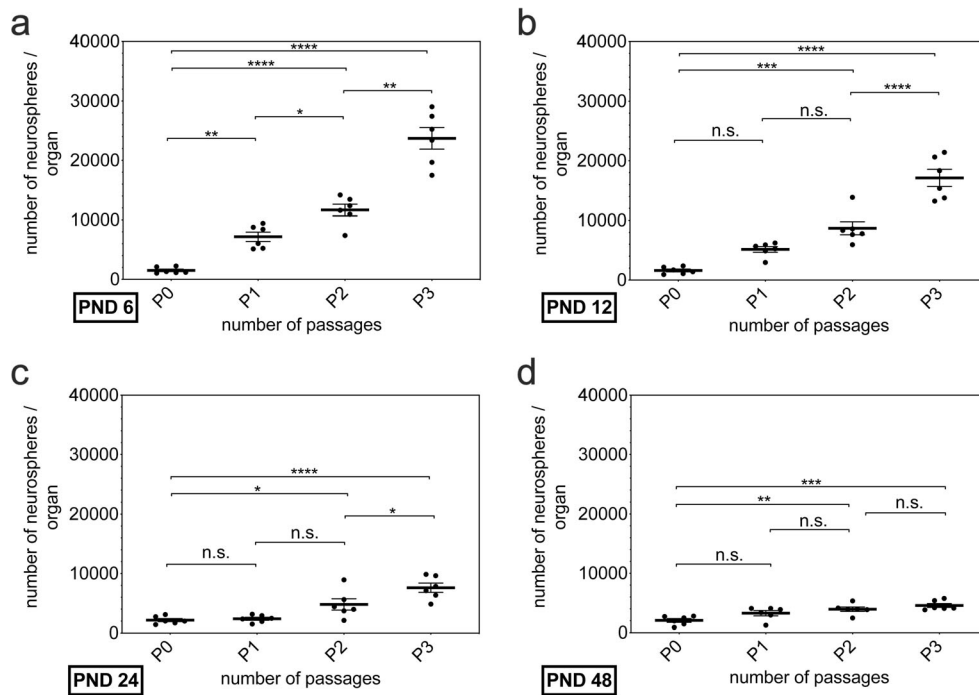 a
number of neurospheres /
organ
40000
30000
20000
10000
0
****
****
**
*
**
P0
P1
P2
P3
PND 6
number of passages
b
number of neurospheres /
organ
40000
30000
20000
10000
0
****
***
****
n.s.
n.s.
P0
P1
P2
P3
PND 12
number of passages
c
number of neurospheres /
organ
40000
30000
20000
10000
0
****
*
*
n.s.
n.s.
P0
P1
P2
P3
PND 24
number of passages
d
number of neurospheres /
organ
40000
30000
20000
10000
0
***
**
n.s.
n.s.
n.s.
P0
P1
P2
P3
PND 48
number of passages